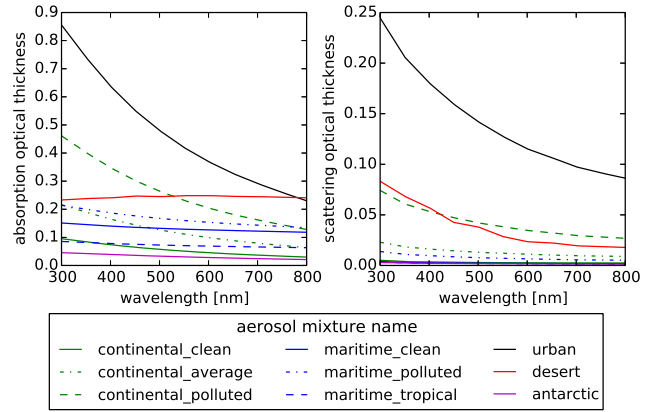 0.9
0.8
0.7
0.6
0.5
0.4
0.3
0.2
0.1
0.0
absorption optical thickness
300 400 500 600 700 800
wavelength [nm]
0.25
0.20
0.15
0.10
0.05
0.00
scattering optical thickness
300 400 500 600 700 800
wavelength [nm]
aerosol mixture name
continental_clean maritime_clean urban
continental_average maritime_polluted desert
continental_polluted maritime_tropical antarctic